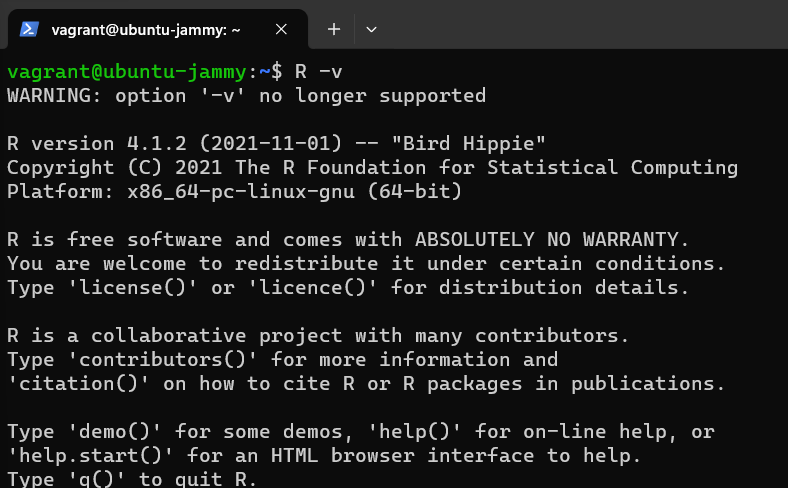 vagrant@ubuntu-jammy: ~
vagrant@ubuntu-jammy:~$ R -v
WARNING: option '-v' no longer supported
R version 4.1.2 (2021-11-01) -- "Bird Hippie"
Copyright (C) 2021 The R Foundation for Statistical Computing
Platform: x86_64-pc-linux-gnu (64-bit)
R is free software and comes with ABSOLUTELY NO WARRANTY.
You are welcome to redistribute it under certain conditions.
Type 'license()' or 'licence()' for distribution details.
R is a collaborative project with many contributors.
Type 'contributors()' for more information and
'citation()' on how to cite R or R packages in publications.
Type 'demo()' for some demos, 'help()' for on-line help, or
'help.start()' for an HTML browser interface to help.
Type 'q()' to quit R.